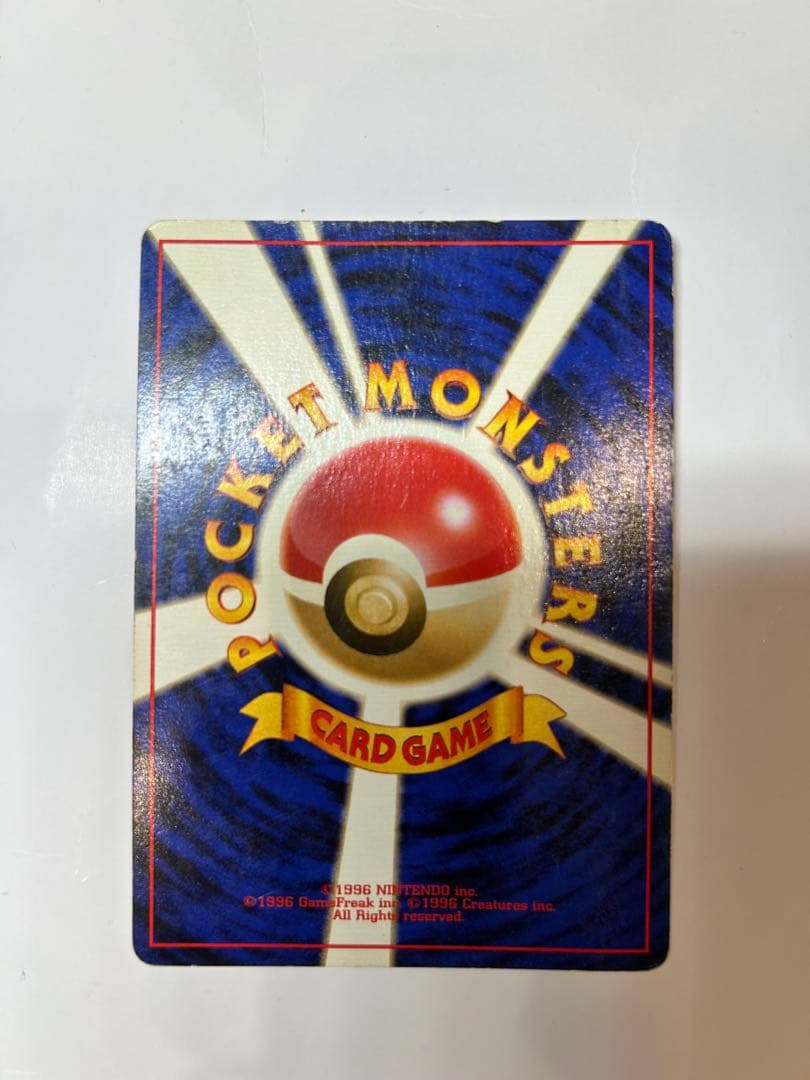 POCKET MONSTERS
CARD GAME
©1996 NINTENDO inc.
©1996 GameFreak inc. ©1996 Creatures inc.
All Rights reserved.